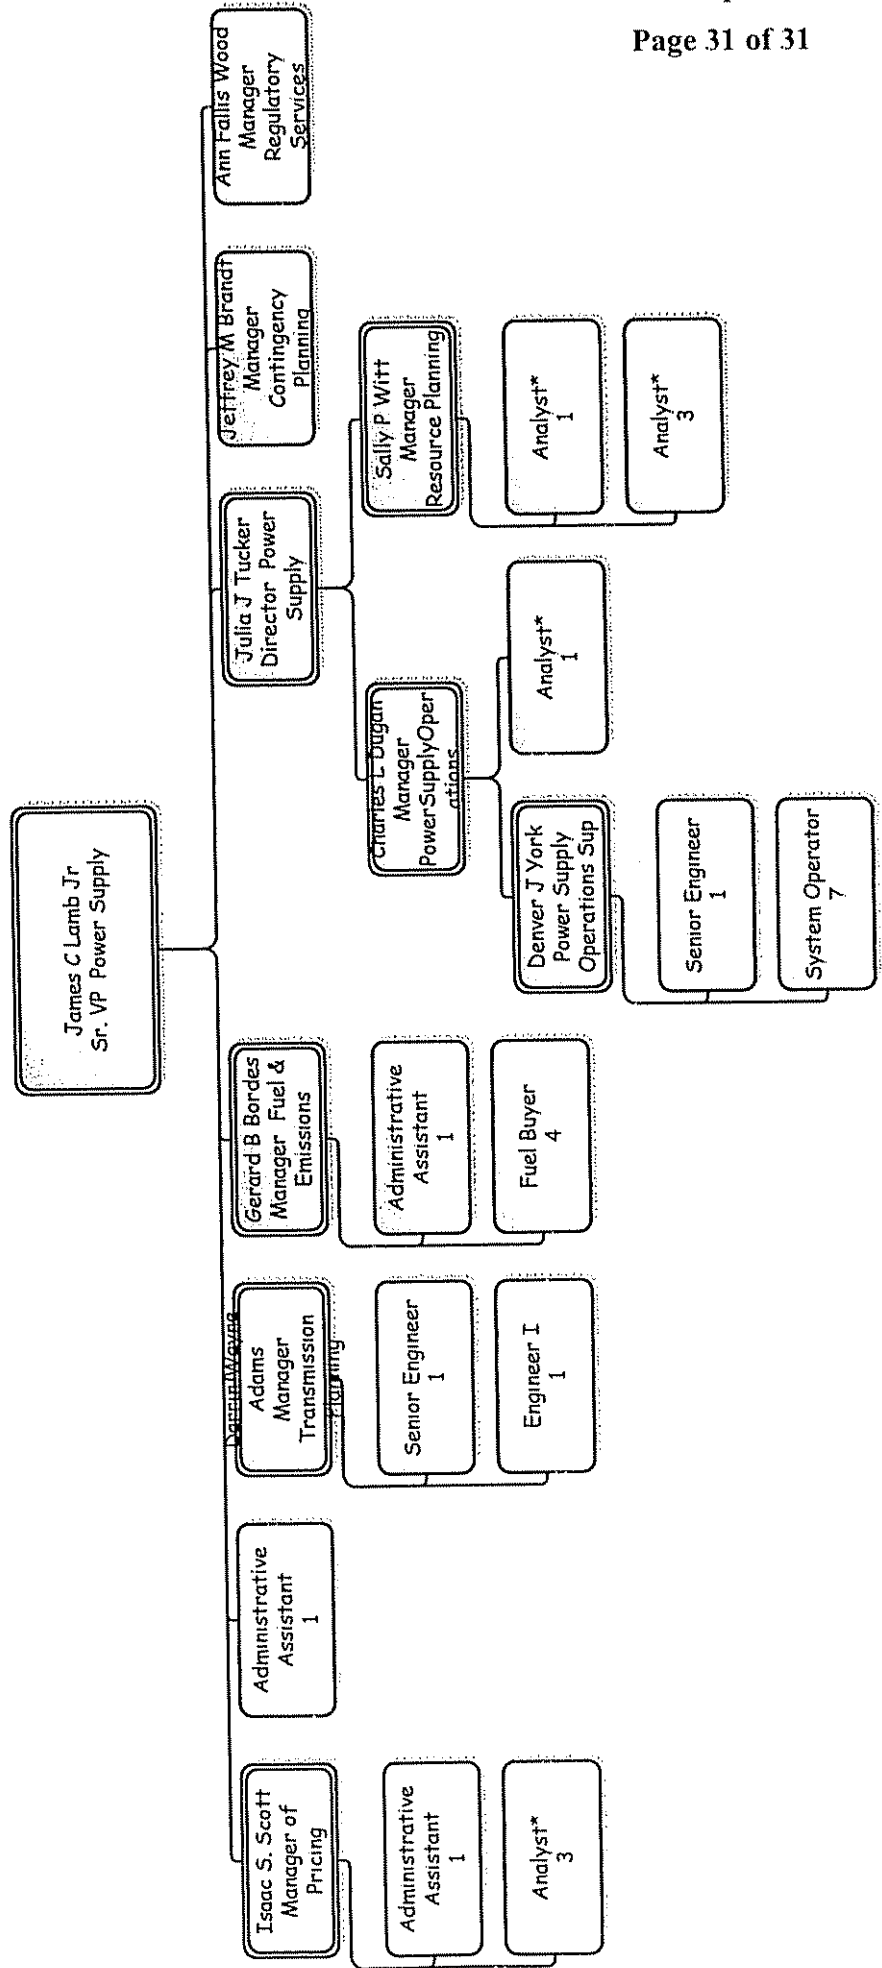 Page 31 of 31
James C Lamb Jr
Sr. VP Power Supply
Isaac S. Scott
Manager of
Pricing
Administrative
Assistant
1
Analyst*
3
Administrative
Assistant
1
Darrin Wayne
Adams
Manager
Transmission
Planning
Senior Engineer
1
Engineer I
1
Gerard B Bordes
Manager Fuel &
Emissions
Administrative
Assistant
1
Fuel Buyer
4
Julia J Tucker
Director Power
Supply
Charles L Dugan
Manager
PowerSupplyOper
ations
Denver J York
Power Supply
Operations Sup
Senior Engineer
1
System Operator
7
Analyst*
1
Sally P Witt
Manager
Resource Planning
Analyst*
1
Analyst*
3
Jeffrey M Brandt
Manager
Contingency
Planning
Ann Fallis Wood
Manager
Regulatory
Services